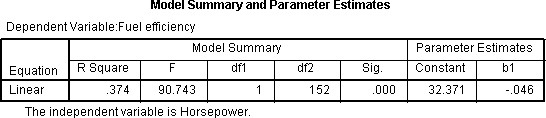 Model Summary and Parameter Estimates
Dependent Variable:Fuel efficiency
Model Summary Parameter Estimates
Equation R Square F df1 df2 Sig. Constant b1
Linear .374 90.743 1 152 .000 32.371 -.046
The independent variable is Horsepower.